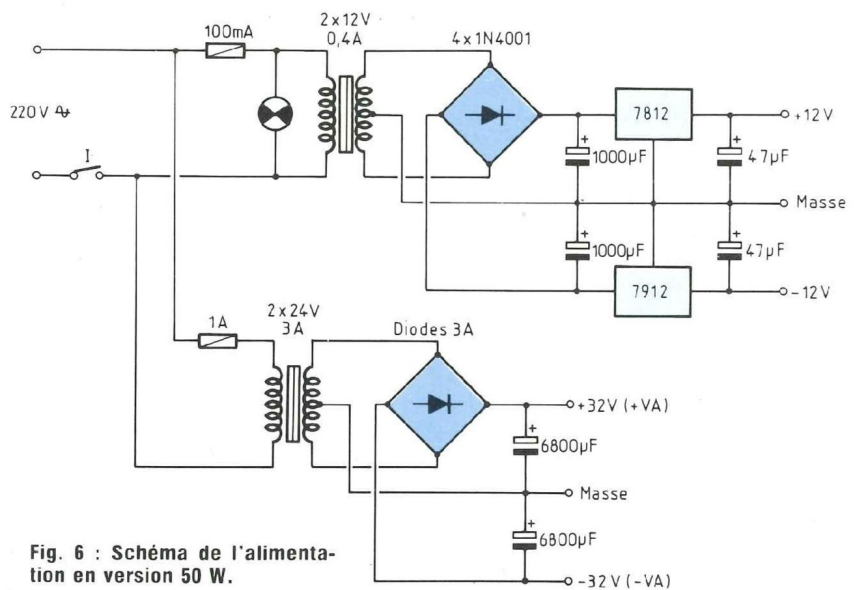 100mA
2x12V
0,4A
4x1N4001
220V
I
1000µF
7812
47µF
+12V
Masse
1000µF
7912
47µF
-12V
1A
2x24V
3A
Diodes 3A
+32V (+VA)
6800µF
Masse
6800µF
-32V (-VA)
+
+
+
+
+
+
Fig. 6 : Schéma de l'alimenta-
tion en version 50 W.